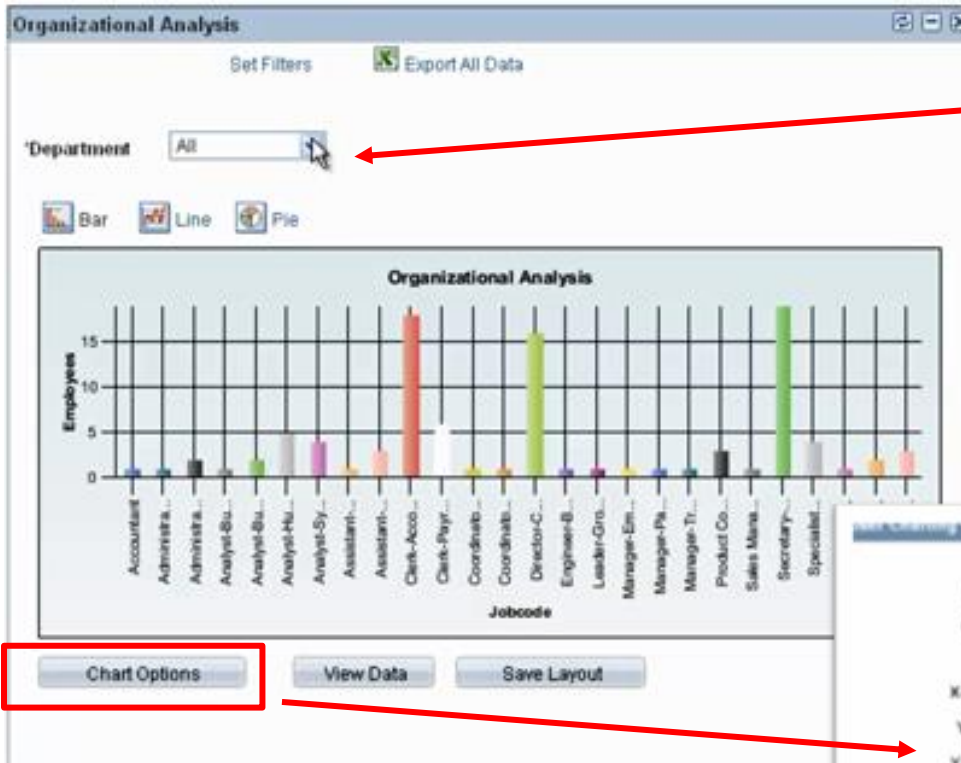 Organizational Analysis
Set Filters Export All Data
*Department All
Bar Line Pie
Organizational Analysis
15
10
5
0
Employees
Accountant
Administra...
Administra...
Analyst-Bu...
Analyst-Bu...
Analyst-Hu...
Analyst-Sy...
Assistant-...
Assistant-...
Clerk-Acco...
Clerk-Payr...
Coordinato...
Coordinato...
Director-C...
Engineer-B...
Leader-Gro...
Manager-Em...
Manager-Pa...
Manager-Tr...
Product Co...
Sales Mana...
Secretary-...
Specialist...
Jobcode
Chart Options View Data Save Layout